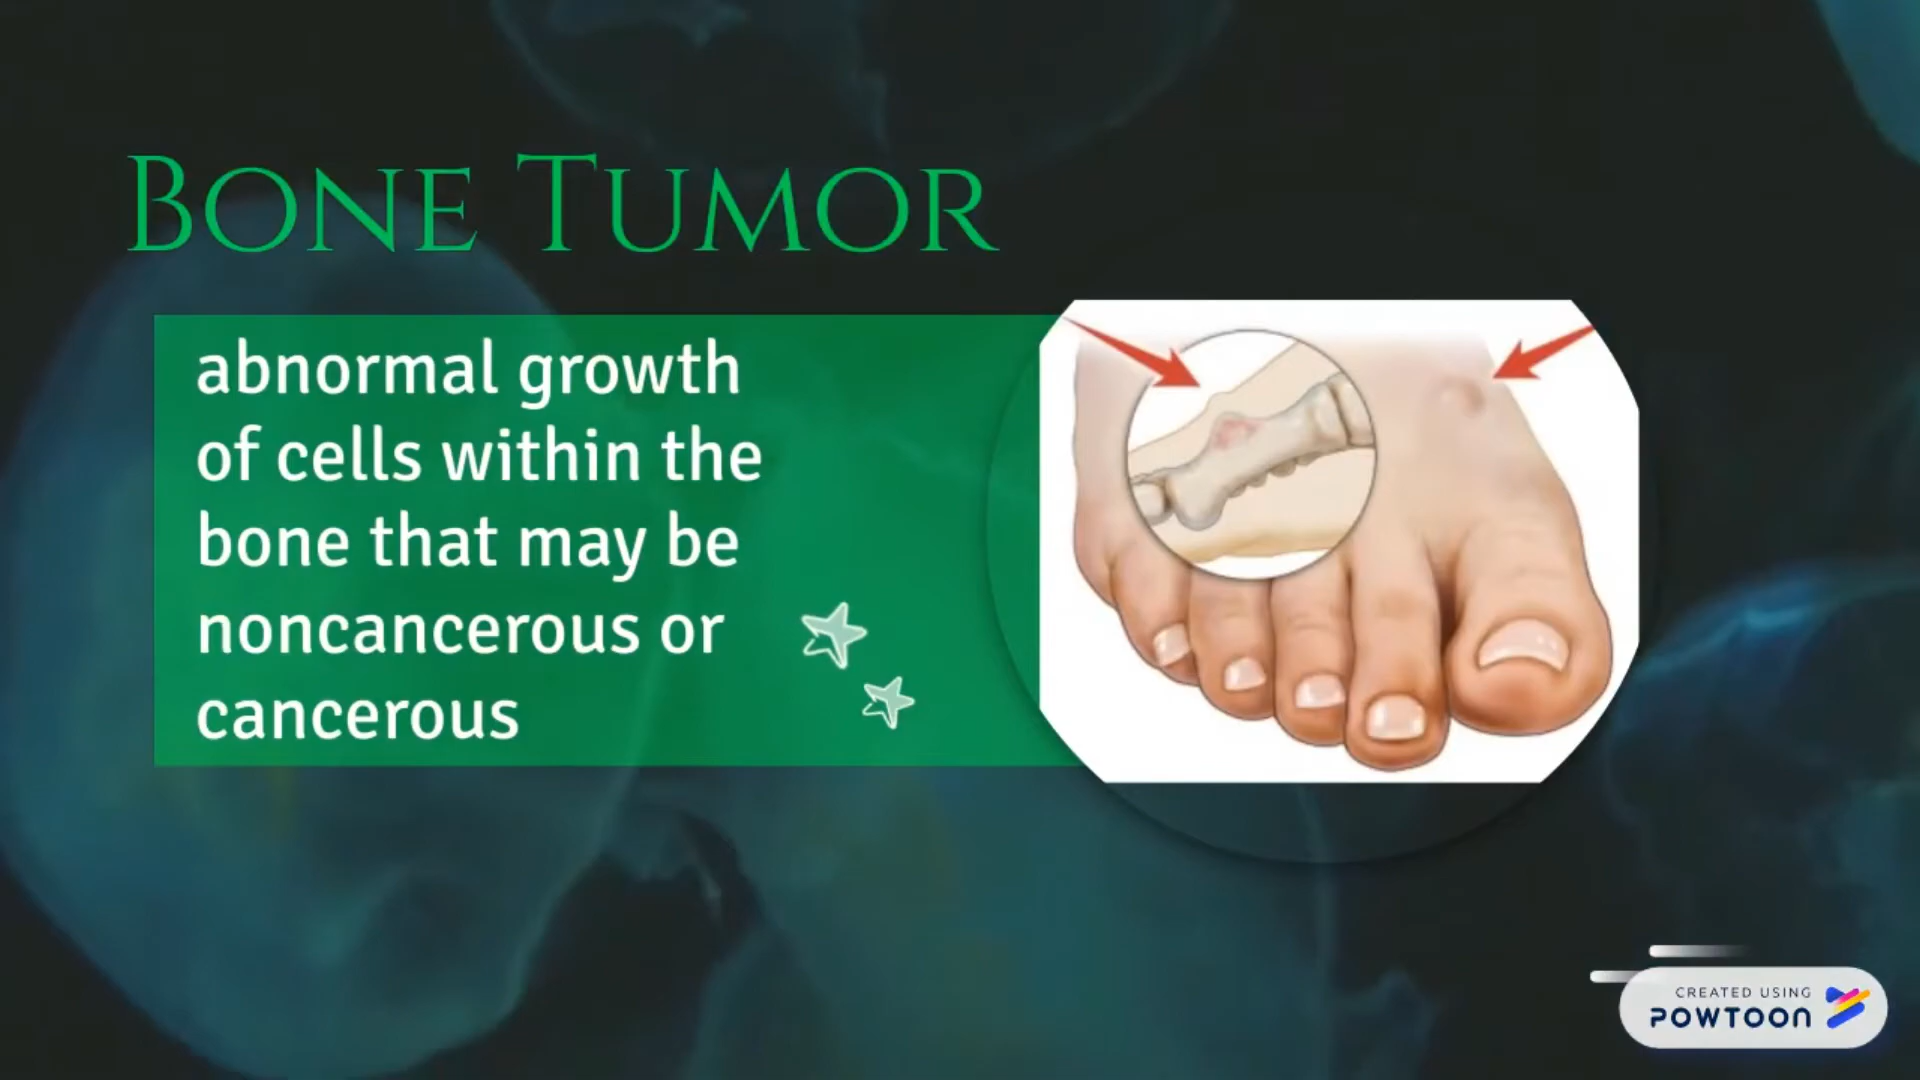 BONE TUMOR
abnormal growth
of cells within the
bone that may be
noncancerous or
cancerous
CREATED USING
POWTOON